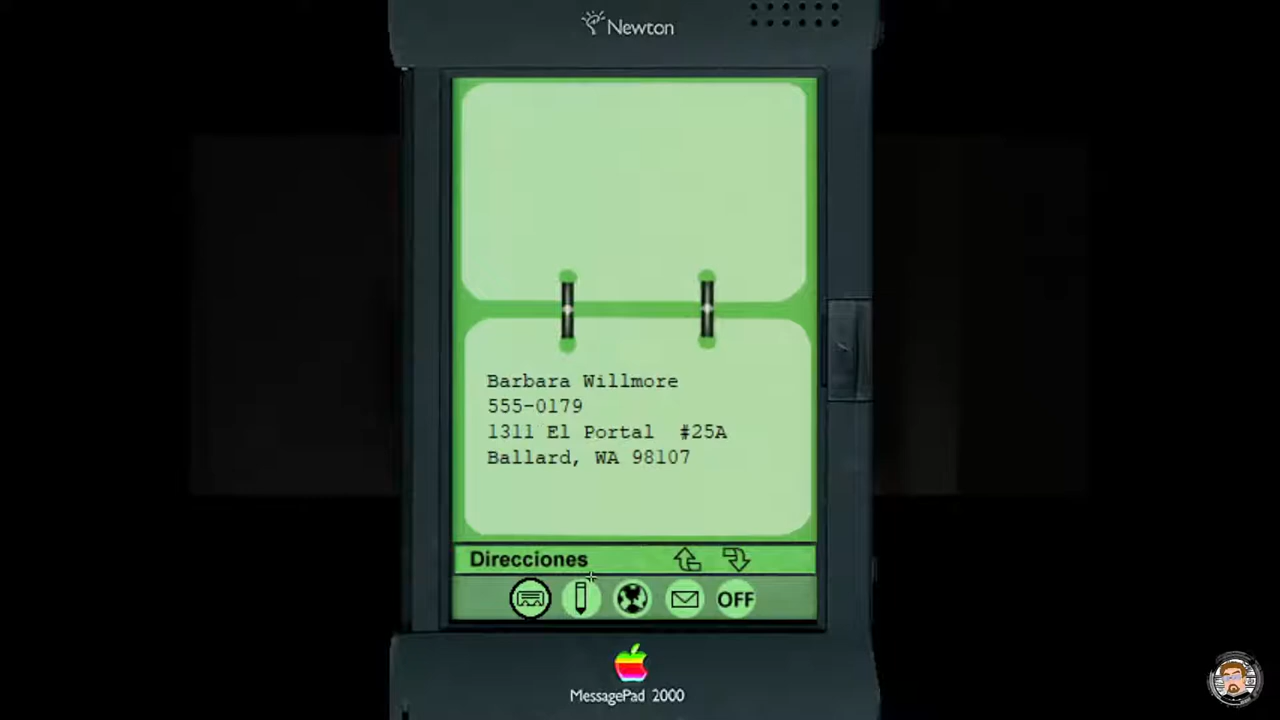 Newton
Barbara Willmore
555-0179
1311 El Portal #25A
Ballard, WA 98107
Direcciones
OFF
MessagePad 2000